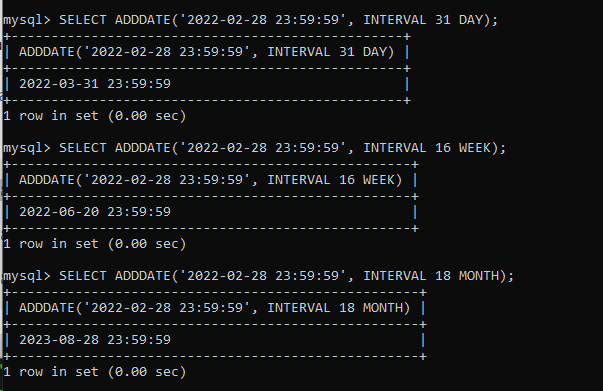 mysql> SELECT ADDDATE('2022-02-28 23:59:59', INTERVAL 31 DAY);
+-------------------------------------------------+
| ADDDATE('2022-02-28 23:59:59', INTERVAL 31 DAY) |
+-------------------------------------------------+
| 2022-03-31 23:59:59                             |
+-------------------------------------------------+
1 row in set (0.00 sec)
mysql> SELECT ADDDATE('2022-02-28 23:59:59', INTERVAL 16 WEEK);
+--------------------------------------------------+
| ADDDATE('2022-02-28 23:59:59', INTERVAL 16 WEEK) |
+--------------------------------------------------+
| 2022-06-20 23:59:59                              |
+--------------------------------------------------+
1 row in set (0.00 sec)
mysql> SELECT ADDDATE('2022-02-28 23:59:59', INTERVAL 18 MONTH);
+---------------------------------------------------+
| ADDDATE('2022-02-28 23:59:59', INTERVAL 18 MONTH) |
+---------------------------------------------------+
| 2023-08-28 23:59:59                               |
+---------------------------------------------------+
1 row in set (0.00 sec)